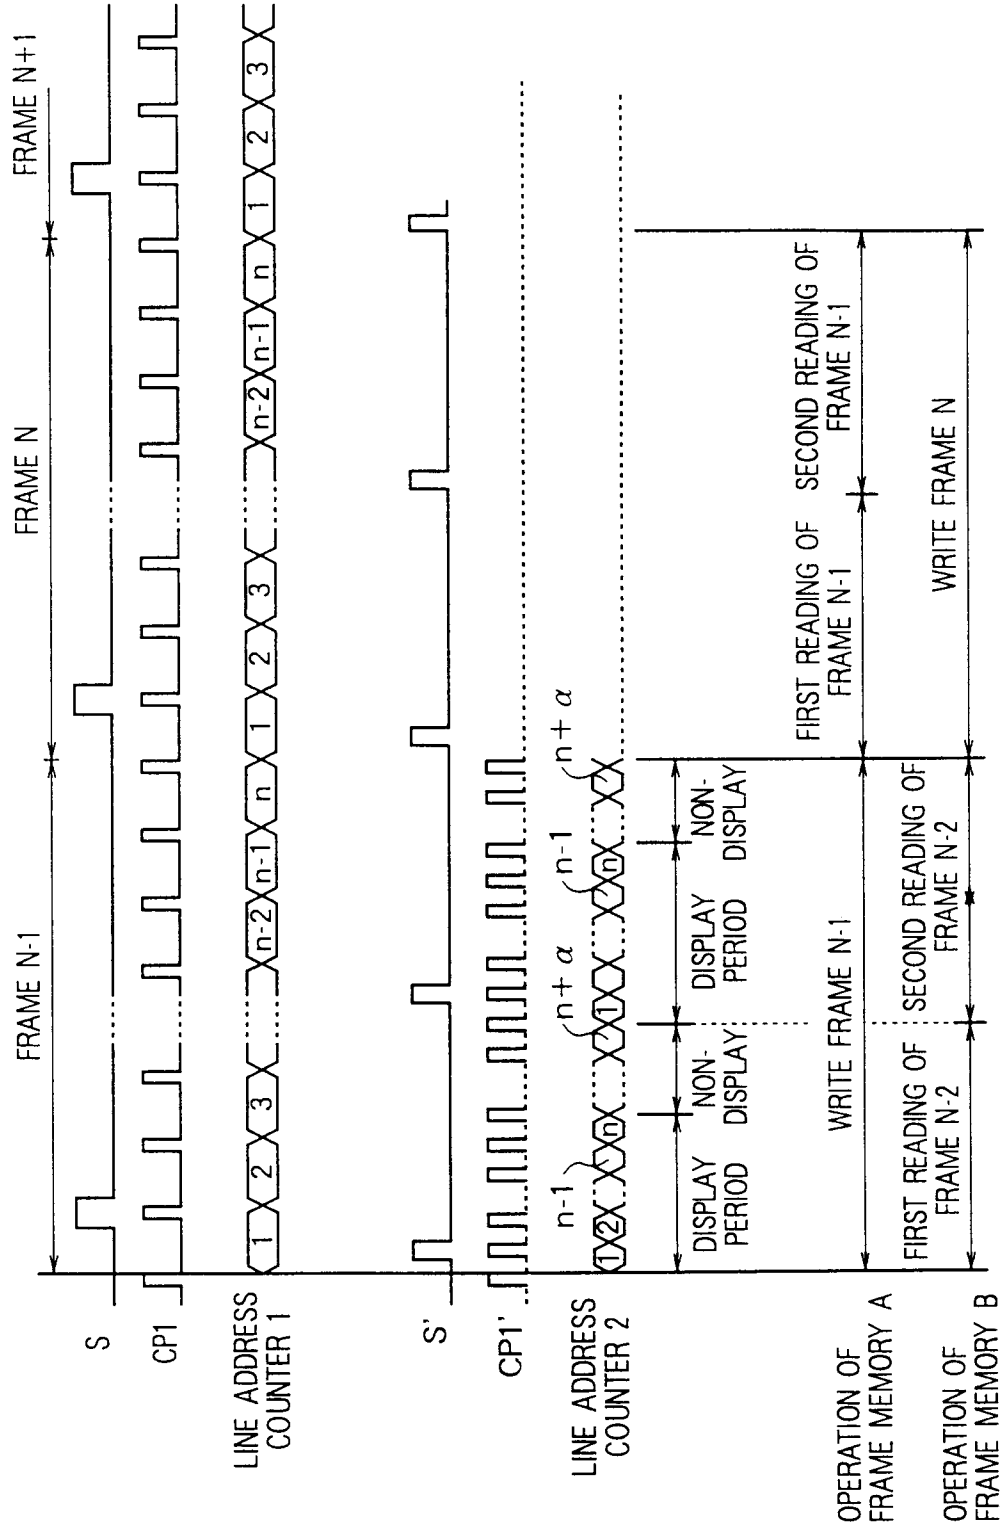 FRAME N-1
FRAME N
FRAME N+1
S
CP1
LINE ADDRESS
COUNTER 1
1
2
3
n-2
n-1
n
1
2
3
n-2
n-1
n
1
2
3
S'
CP1'
n-1
n+α
n-1
n+α
LINE ADDRESS
COUNTER 2
1
2
n
1
n
DISPLAY
PERIOD
NON-
DISPLAY
DISPLAY
PERIOD
NON-
DISPLAY
OPERATION OF
FRAME MEMORY A
WRITE FRAME N-1
FIRST READING OF
FRAME N-1
SECOND READING OF
FRAME N-1
OPERATION OF
FRAME MEMORY B
FIRST READING OF
FRAME N-2
SECOND READING OF
FRAME N-2
WRITE FRAME N